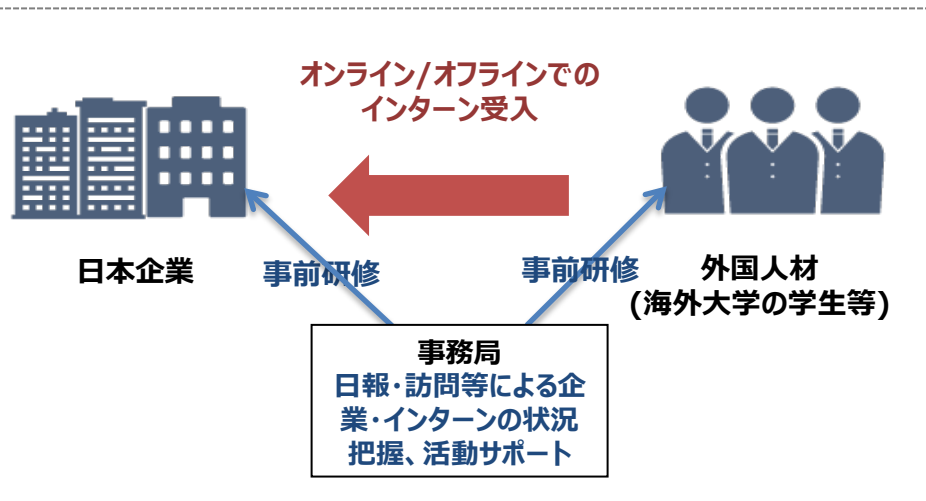 オンライン/オフラインでの
インターン受入
日本企業
事前研修
事前研修
外国人材
(海外大学の学生等)
事務局
日報・訪問等による企
業・インターンの状況
把握、活動サポート